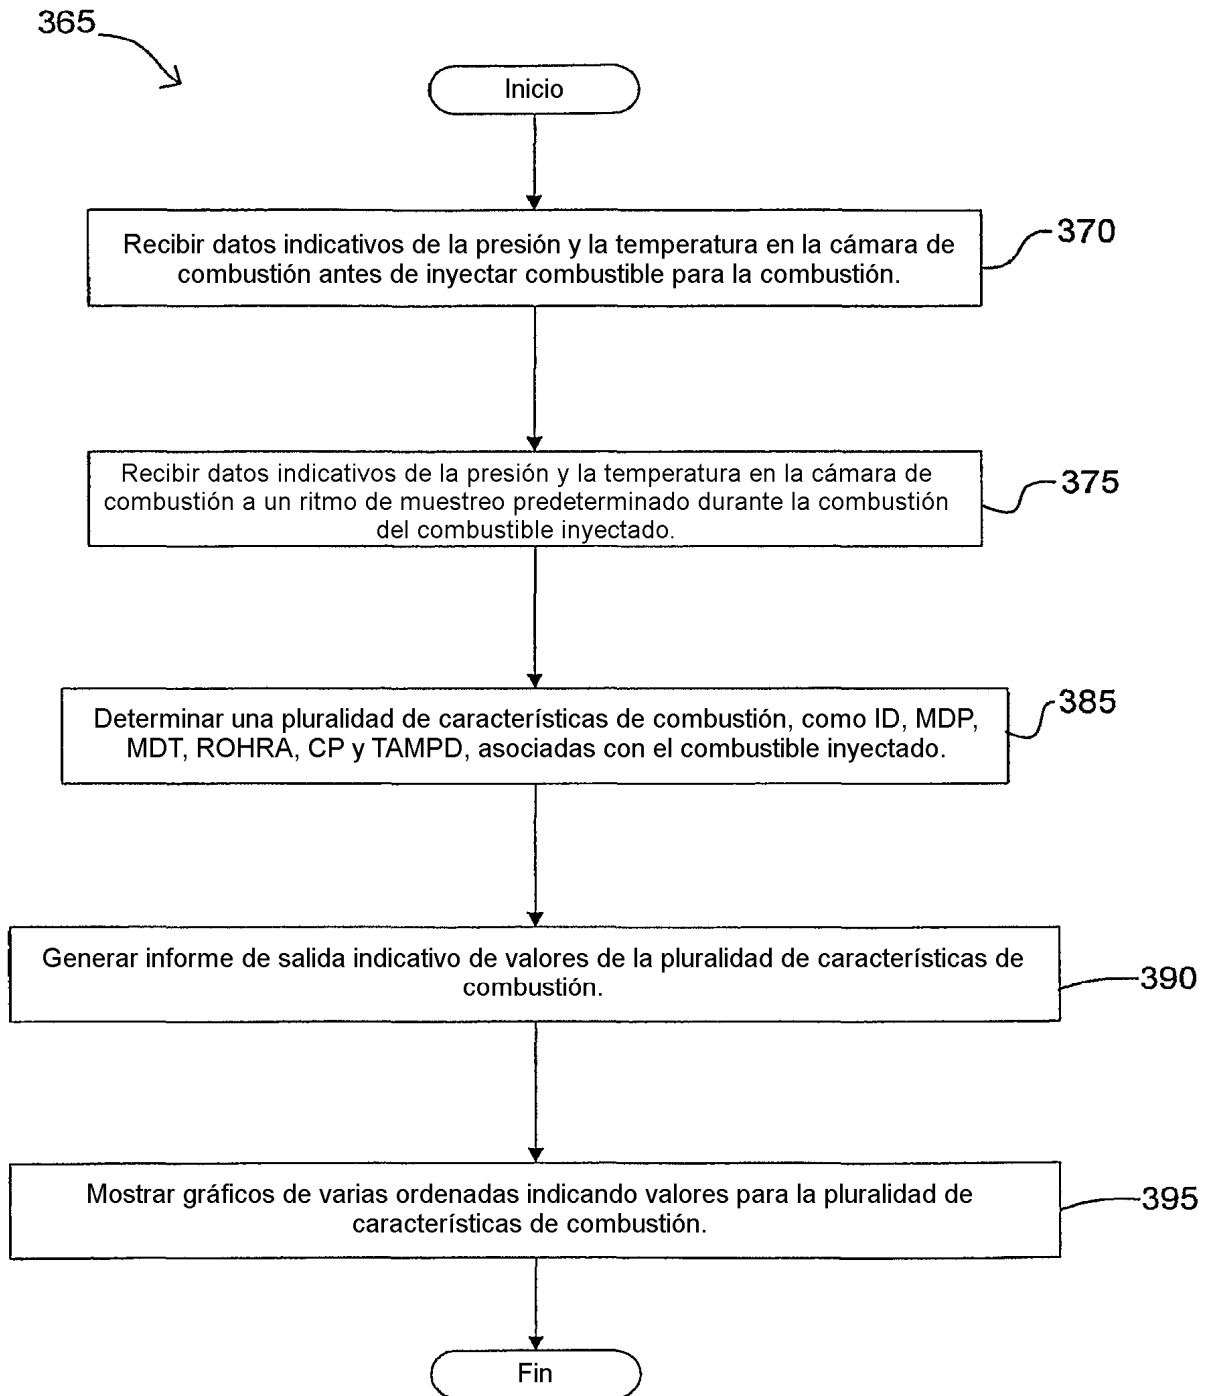 365
Inicio
Recibir datos indicativos de la presión y la temperatura en la cámara de
combustión antes de inyectar combustible para la combustión.
370
Recibir datos indicativos de la presión y la temperatura en la cámara de
combustión a un ritmo de muestreo predeterminado durante la combustión
del combustible inyectado.
375
Determinar una pluralidad de características de combustión, como ID, MDP,
MDT, ROHRA, CP y TAMPD, asociadas con el combustible inyectado.
385
Generar informe de salida indicativo de valores de la pluralidad de características de
combustión.
390
Mostrar gráficos de varias ordenadas indicando valores para la pluralidad de
características de combustión.
395
Fin